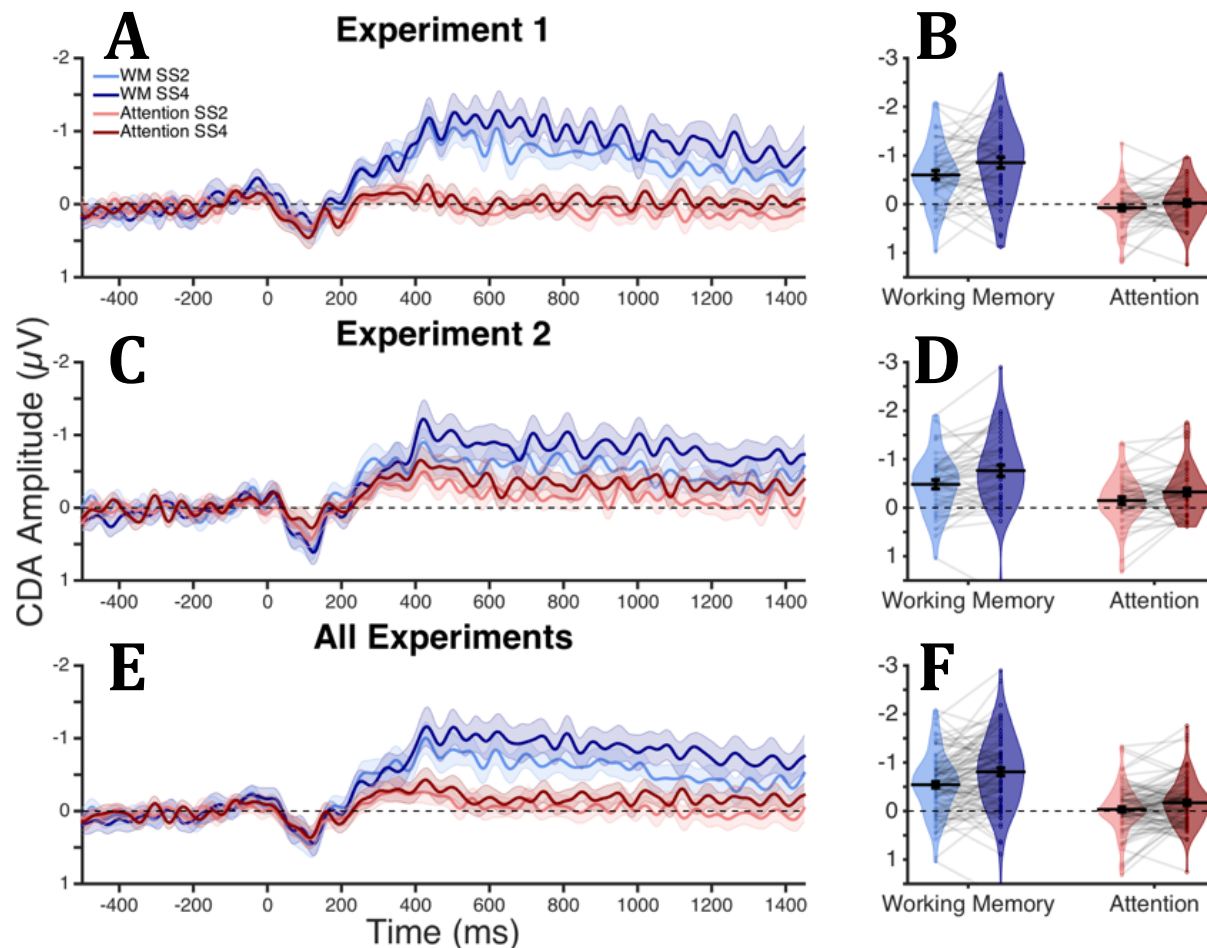 A
Experiment 1
B
-2
-1
0
1
WM SS2
WM SS4
Attention SS2
Attention SS4
-400 -200 0 200 400 600 800 1000 1200 1400
-3
-2
-1
0
1
Working Memory Attention
C
Experiment 2
D
-2
-1
0
1
-400 -200 0 200 400 600 800 1000 1200 1400
-3
-2
-1
0
1
Working Memory Attention
CDA Amplitude (μV)
E
All Experiments
F
-2
-1
0
1
-400 -200 0 200 400 600 800 1000 1200 1400
Time (ms)
-3
-2
-1
0
1
Working Memory Attention